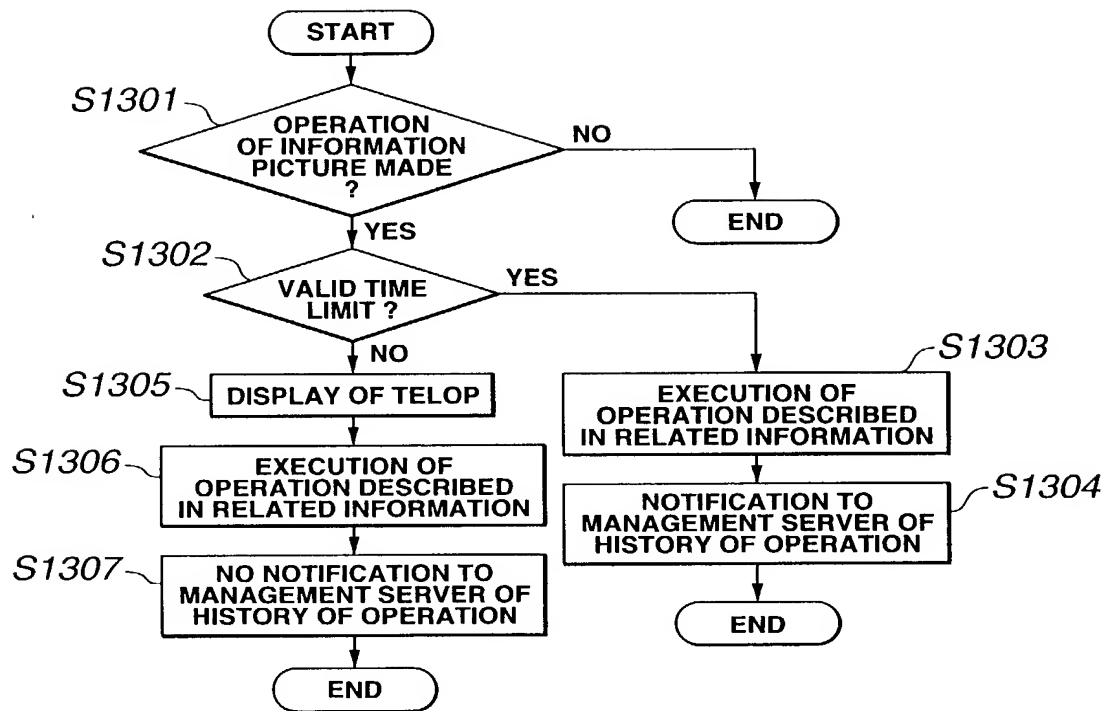 START
S1301
OPERATION
OF INFORMATION
PICTURE MADE
?
NO
END
YES
S1302
VALID TIME
LIMIT ?
YES
NO
S1303
EXECUTION OF
OPERATION DESCRIBED
IN RELATED INFORMATION
S1304
NOTIFICATION TO
MANAGEMENT SERVER OF
HISTORY OF OPERATION
END
S1305
DISPLAY OF TELOP
S1306
EXECUTION OF
OPERATION DESCRIBED
IN RELATED INFORMATION
S1307
NO NOTIFICATION TO
MANAGEMENT SERVER OF
HISTORY OF OPERATION
END